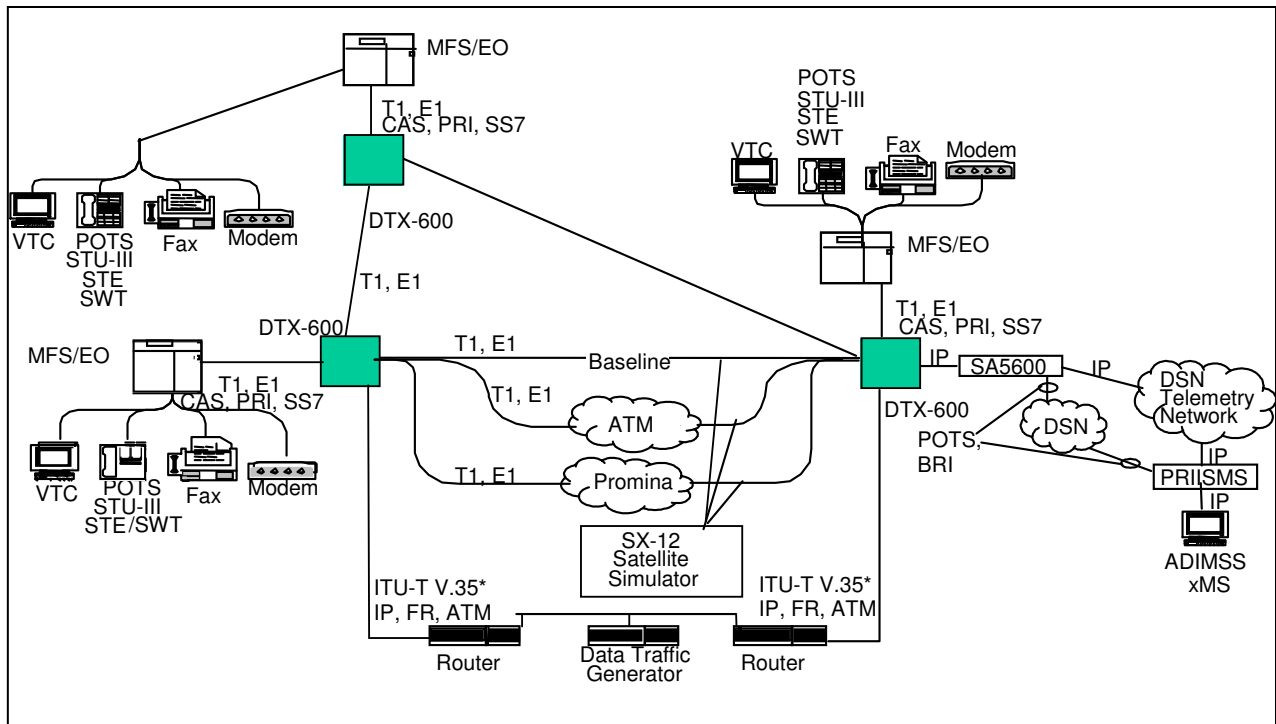 MFS/EO
T1, E1
CAS, PRI, SS7
DTX-600
VTC
POTS
STU-III
STE
SWT
Fax
Modem
T1, E1
POTS
STU-III
STE
SWT
VTC
Fax
Modem
MFS/EO
T1, E1
CAS, PRI, SS7
DTX-600
MFS/EO
T1, E1
CAS, PRI, SS7
VTC
POTS
STU-III
STE/SWT
Fax
Modem
T1, E1
Baseline
T1, E1
ATM
T1, E1
Promina
SX-12
Satellite
Simulator
IP
SA5600
IP
DSN
Telemetry
Network
DTX-600
POTS,
BRI
DSN
IP
PRIISMS
IP
ADIMSS
xMS
ITU-T V.35*
IP, FR, ATM
ITU-T V.35*
IP, FR, ATM
Router
Data Traffic
Generator
Router